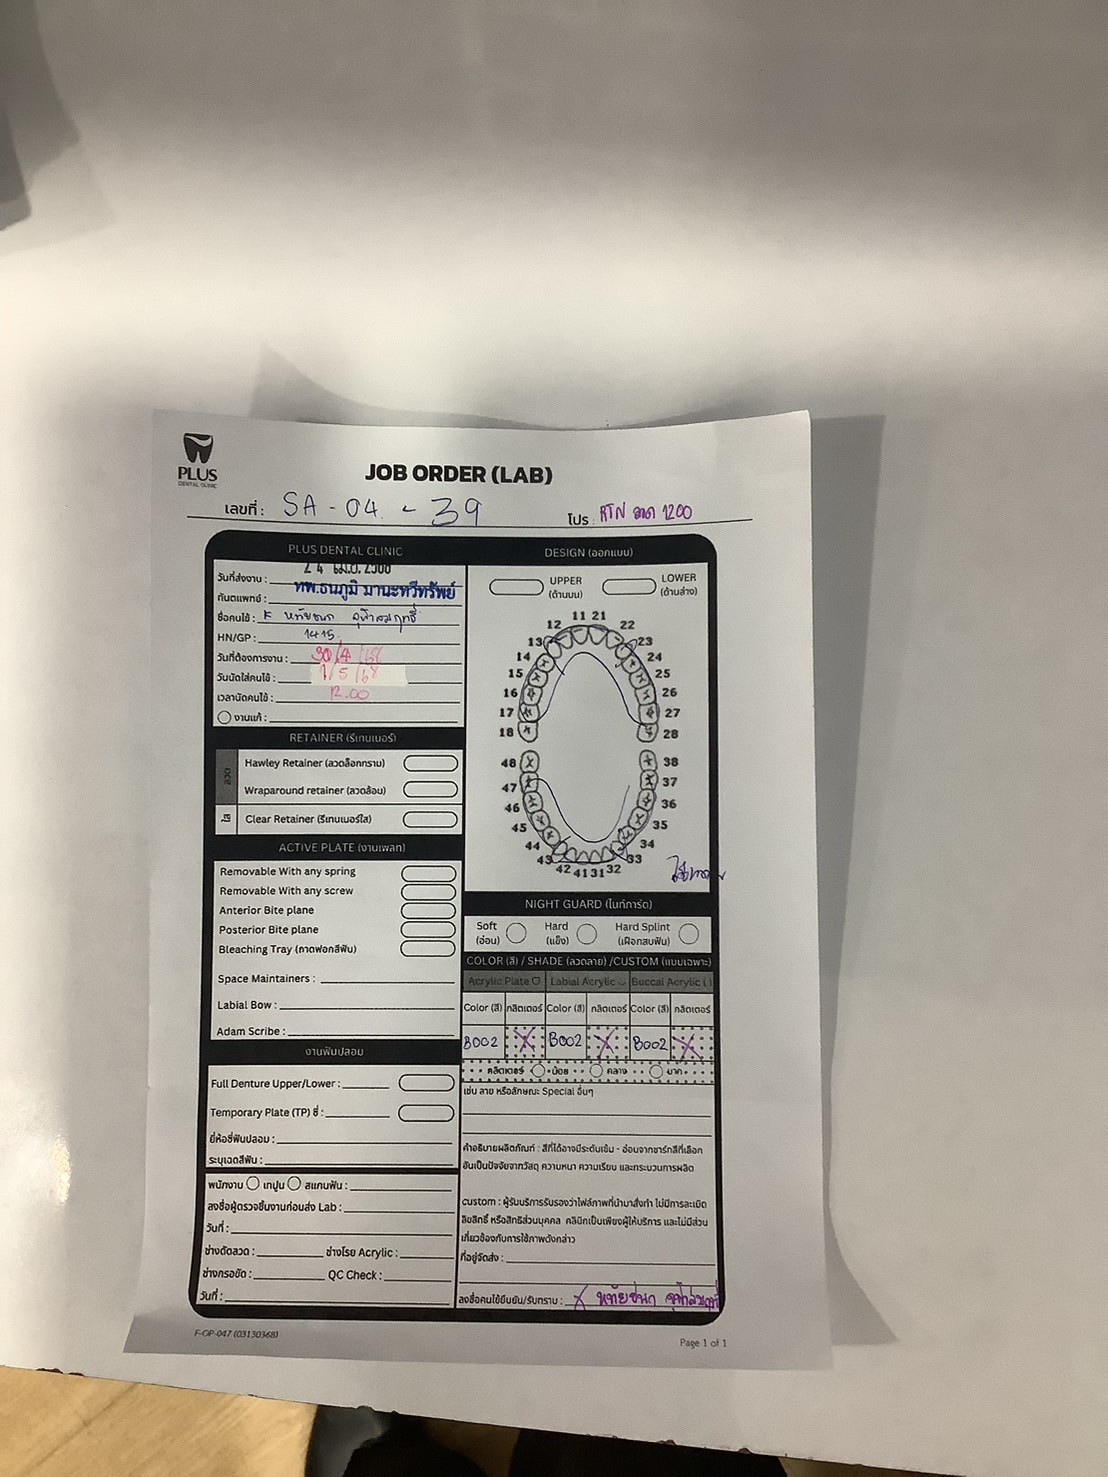 PLUS
DENTAL CLINIC
JOB ORDER (LAB)
เลขที่ : SA - 04 - 39
โปร : RTN ลวด 1200
PLUS DENTAL CLINIC
วันที่ส่งงาน : 24 เม.ย. 2568
ทันตแพทย์ : ทพ.ธนภูมิ มานะทวีทรัพย์
ชื่อคนไข้ : K หทัยชนก
HN/GP : 1415
วันที่ต้องการงาน : 30/4/68
วันนัดใส่คนไข้ : 1/5/68
เวลานัดคนไข้ : 12.00
งานแก้ :
RETAINER (รีเทนเนอร์)
ลวด
Hawley Retainer (ลวดล็อกกราม)
Wraparound retainer (ลวดล้อม)
ใส
Clear Retainer (รีเทนเนอร์ใส)
ACTIVE PLATE (งานเพลท)
Removable With any spring
Removable With any screw
Anterior Bite plane
Posterior Bite plane
Bleaching Tray (ถาดฟอกสีฟัน)
Space Maintainers :
Labial Bow :
Adam Scribe :
งานฟันปลอม
Full Denture Upper/Lower :
Temporary Plate (TP) ซี่ :
ยี่ห้อซี่ฟันปลอม :
ระบุเฉดสีฟัน :
พนักงาน เทปูน สแกนฟัน :
ลงชื่อผู้ตรวจชิ้นงานก่อนส่ง Lab :
วันที่ :
ช่างดัดลวด : ช่างโรย Acrylic :
ช่างกรอขัด : QC Check :
วันที่ :
DESIGN (ออกแบบ)
UPPER LOWER
(ด้านบน) (ด้านล่าง)
11 21
12 22
13 23
14 24
15 25
16 26
17 27
18 28
48 38
47 37
46 36
45 35
44 34
43 33
42 41 31 32
NIGHT GUARD (ไนท์การ์ด)
Soft Hard Hard Splint
(อ่อน) (แข็ง) (เฝือกสบฟัน)
COLOR (สี) / SHADE (ลวดลาย) /CUSTOM (แบบเฉพาะ)
Acrylic Plate Labial Acrylic Buccal Acrylic
Color (สี) กลิตเตอร์ Color (สี) กลิตเตอร์ Color (สี) กลิตเตอร์
B002 X B002 X B002 X
กลิตเตอร์ น้อย กลาง มาก
เช่น ลาย หรือลักษณะ Special อื่นๆ
คำอธิบายผลิตภัณฑ์ : สีที่ได้อาจมีระดับเข้ม - อ่อนจากชาร์ทสีที่เลือก
อันเป็นปัจจัยจากวัสดุ ความหนา ความเรียบ และกระบวนการผลิต
custom : ผู้รับบริการรับรองว่าไฟล์ภาพที่นำมาสั่งทำ ไม่มีการละเมิด
ลิขสิทธิ์ หรือสิทธิส่วนบุคคล คลินิกเป็นเพียงผู้ให้บริการ และไม่มีส่วน
เกี่ยวข้องกับการใช้ภาพดังกล่าว
ที่อยู่จัดส่ง :
ลงชื่อคนไข้ยืนยัน/รับทราบ : X หทัยชนก
F-OP-047 (03130368)
Page 1 of 1